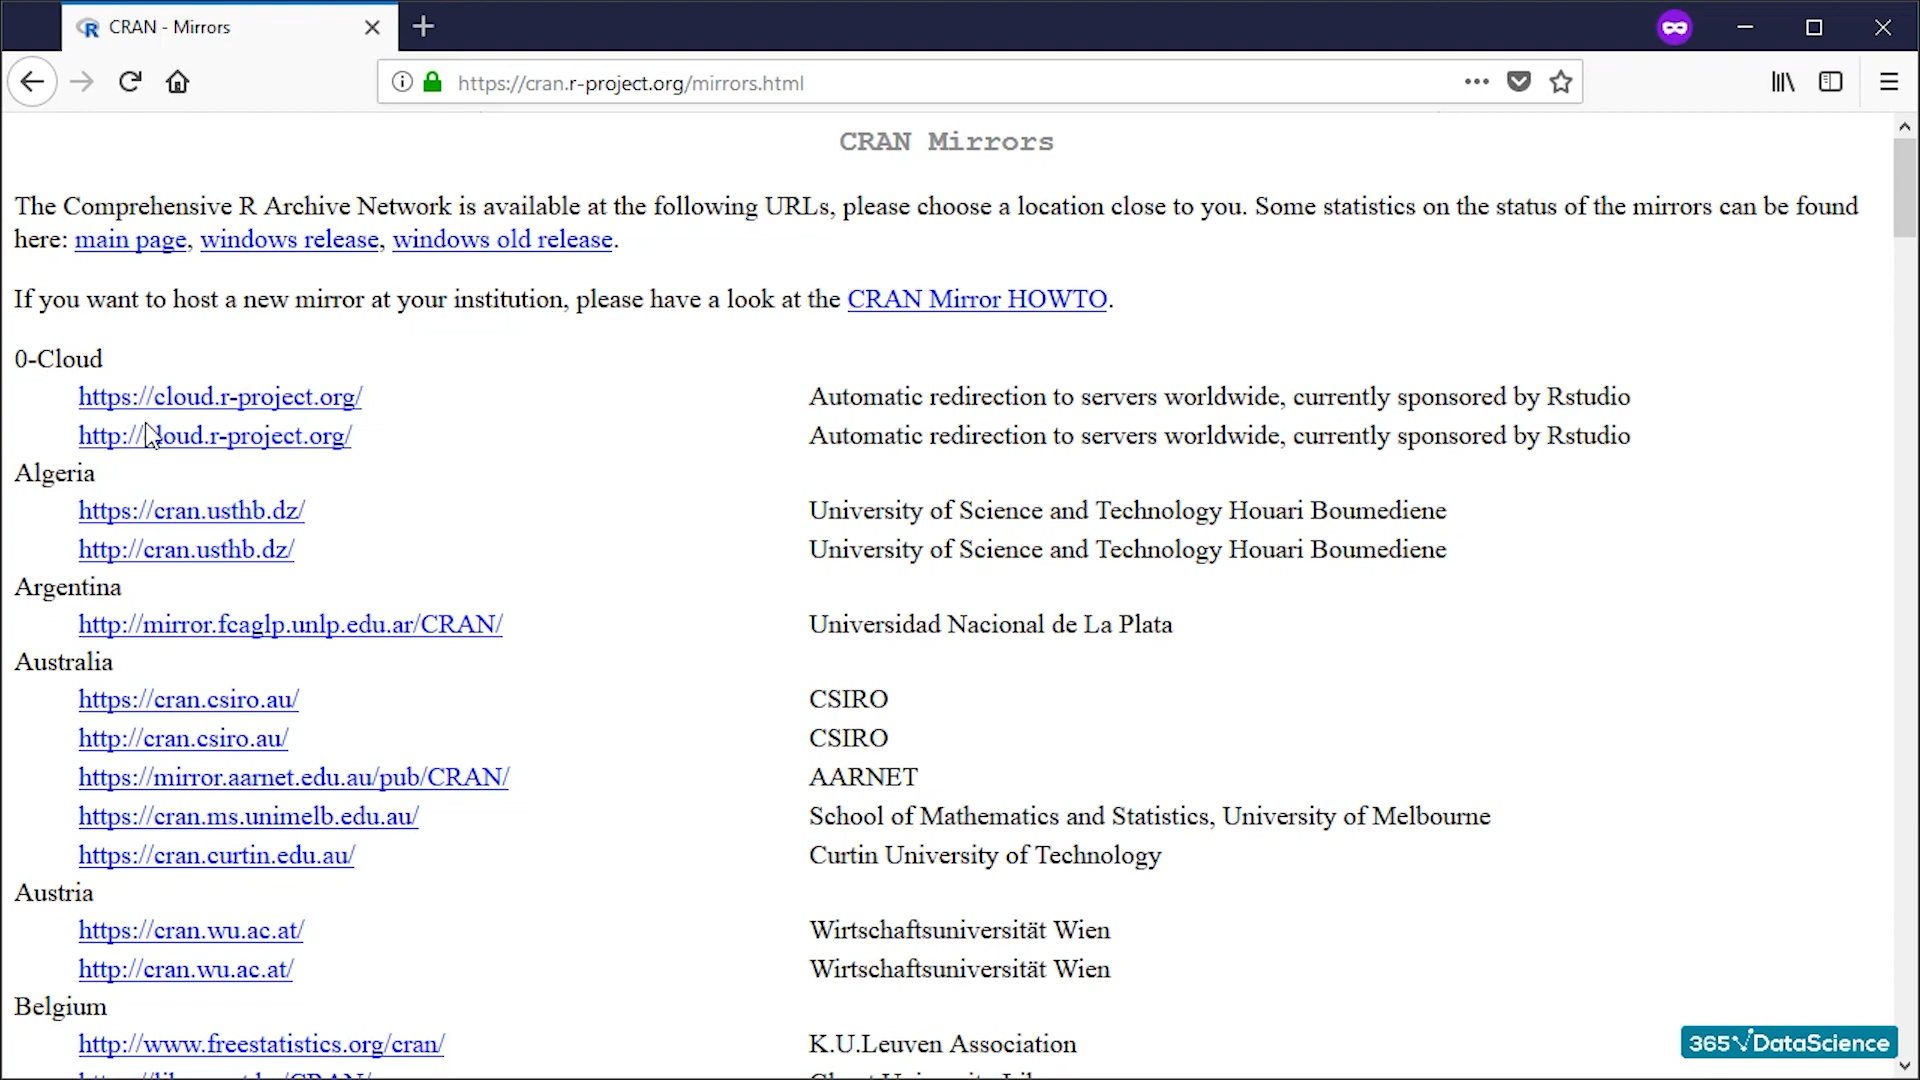 CRAN - Mirrors
https://cran.r-project.org/mirrors.html
CRAN Mirrors
The Comprehensive R Archive Network is available at the following URLs, please choose a location close to you. Some statistics on the status of the mirrors can be found
here: main page, windows release, windows old release.
If you want to host a new mirror at your institution, please have a look at the CRAN Mirror HOWTO.
0-Cloud
https://cloud.r-project.org/ Automatic redirection to servers worldwide, currently sponsored by Rstudio
http://cloud.r-project.org/ Automatic redirection to servers worldwide, currently sponsored by Rstudio
Algeria
https://cran.usthb.dz/ University of Science and Technology Houari Boumediene
http://cran.usthb.dz/ University of Science and Technology Houari Boumediene
Argentina
http://mirror.fcaglp.unlp.edu.ar/CRAN/ Universidad Nacional de La Plata
Australia
https://cran.csiro.au/ CSIRO
http://cran.csiro.au/ CSIRO
https://mirror.aarnet.edu.au/pub/CRAN/ AARNET
https://cran.ms.unimelb.edu.au/ School of Mathematics and Statistics, University of Melbourne
https://cran.curtin.edu.au/ Curtin University of Technology
Austria
https://cran.wu.ac.at/ Wirtschaftsuniversität Wien
http://cran.wu.ac.at/ Wirtschaftsuniversität Wien
Belgium
http://www.freestatistics.org/cran/ K.U.Leuven Association
365√DataScience